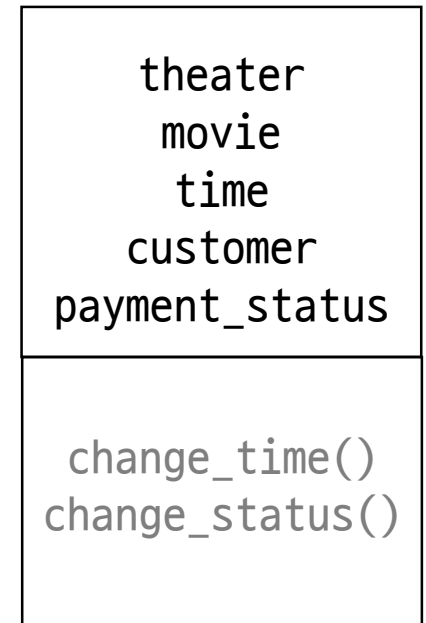 theater
movie
time
customer
payment_status
change_time()
change_status()